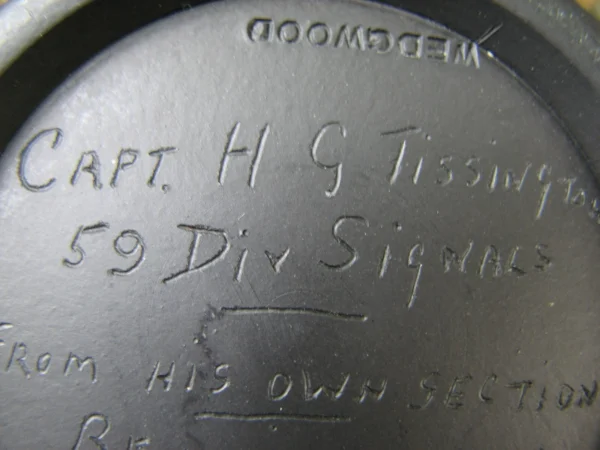 WEDGWOOD
CAPT. H G TISSINGTON
59 Div SIGNALS
FROM HIS OWN SECTION